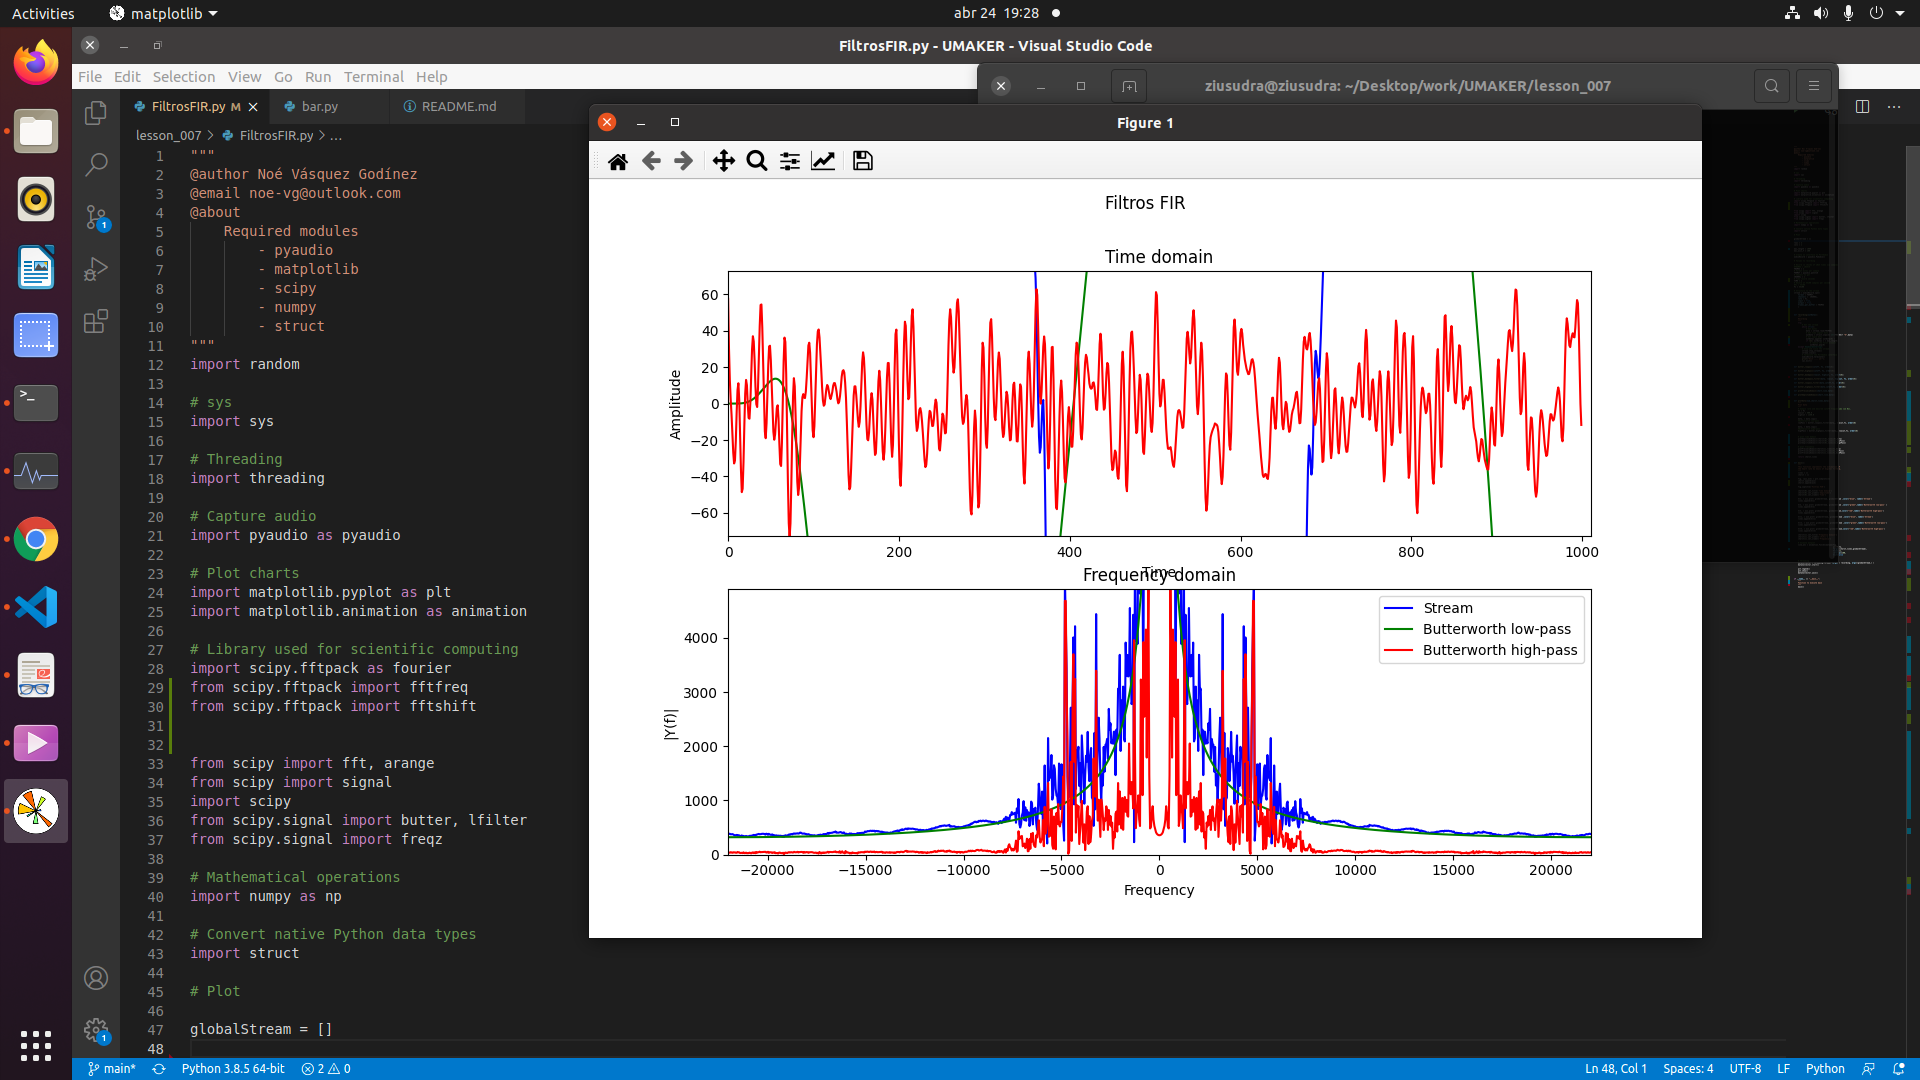 Activities
matplotlib
abr 24 19:28
FiltrosFIR.py - UMAKER - Visual Studio Code
File Edit Selection View Go Run Terminal Help
ziusudra@ziusudra: ~/Desktop/work/UMAKER/lesson_007
FiltrosFIR.py M
bar.py
README.md
lesson_007 > FiltrosFIR.py > ...
1 """
2 @author Noé Vásquez Godínez
3 @email noe-vg@outlook.com
4 @about
5 Required modules
6 - pyaudio
7 - matplotlib
8 - scipy
9 - numpy
10 - struct
11 """
12 import random
13
14 # sys
15 import sys
16
17 # Threading
18 import threading
19
20 # Capture audio
21 import pyaudio as pyaudio
22
23 # Plot charts
24 import matplotlib.pyplot as plt
25 import matplotlib.animation as animation
26
27 # Library used for scientific computing
28 import scipy.fftpack as fourier
29 from scipy.fftpack import fftfreq
30 from scipy.fftpack import fftshift
31
32
33 from scipy import fft, arange
34 from scipy import signal
35 import scipy
36 from scipy.signal import butter, lfilter
37 from scipy.signal import freqz
38
39 # Mathematical operations
40 import numpy as np
41
42 # Convert native Python data types
43 import struct
44
45 # Plot
46
47 globalStream = []
48
Figure 1
Filtros FIR
Time domain
Amplitude
60
40
20
0
−20
−40
−60
0 200 400 600 800 1000
Time
Frequency domain
|Y(f)|
4000
3000
2000
1000
0
−20000 −15000 −10000 −5000 0 5000 10000 15000 20000
Frequency
Stream
Butterworth low-pass
Butterworth high-pass
1
1
main* Python 3.8.5 64-bit 2 0
Ln 48, Col 1 Spaces: 4 UTF-8 LF Python